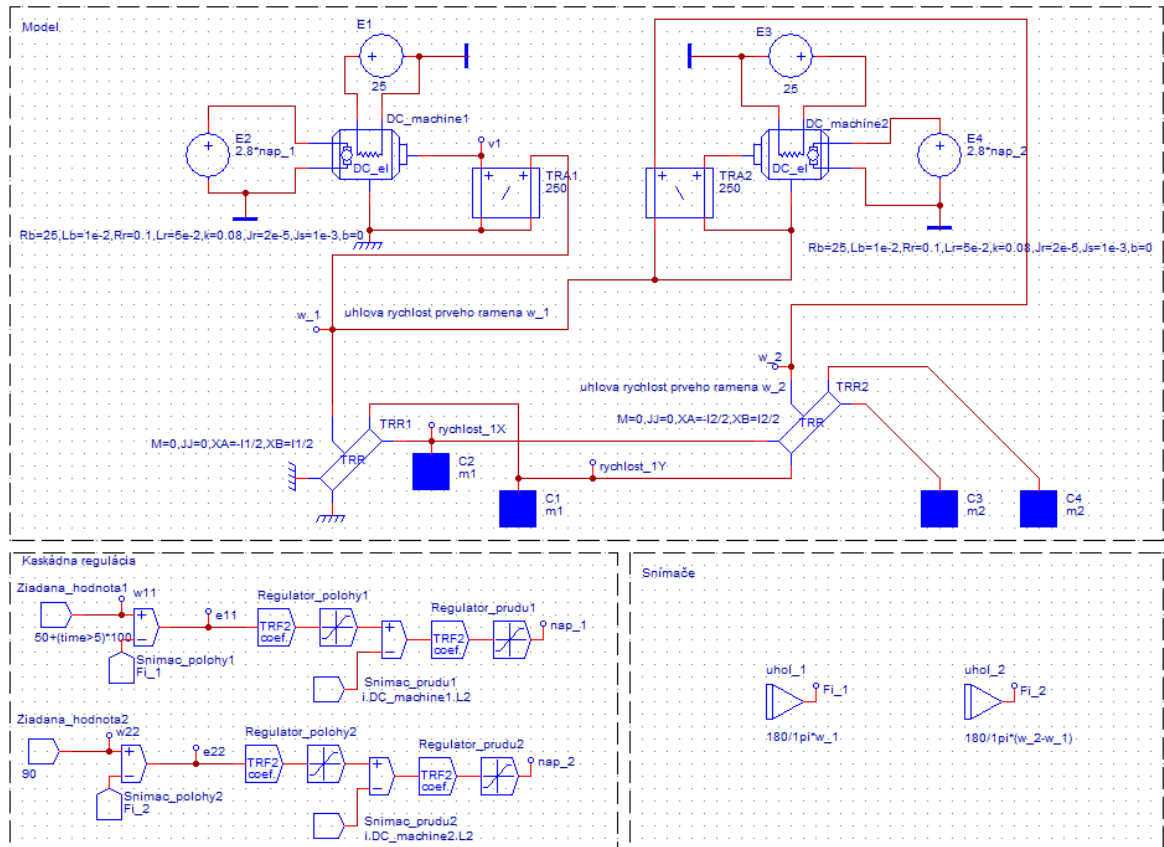 Model
E1
25
E3
25
DC_machine1
DC_machine2
E2
2.8*nap_1
E4
2.8*nap_2
DC_el
DC_el
v1
TRA1
250
TRA2
250
Rb=25,Lb=1e-2,Rr=0.1,Lr=5e-2,k=0.08,Jr=2e-5,Js=1e-3,b=0
Rb=25,Lb=1e-2,Rr=0.1,Lr=5e-2,k=0.08,Jr=2e-5,Js=1e-3,b=0
w_1
uhlova rychlost prveho ramena w_1
w_2
uhlova rychlost prveho ramena w_2
TRR2
M=0,JJ=0,XA=-l2/2,XB=l2/2
TRR
TRR1
rychlost_1X
M=0,JJ=0,XA=-l1/2,XB=l1/2
TRR
C2
m1
rychlost_1Y
C1
m1
C3
m2
C4
m2
Kaskádna regulácia
Ziadana_hodnota1
w11
50+(time>5)*100
e11
Regulator_polohy1
TRF2
coef.
Regulator_prudu1
TRF2
coef.
nap_1
Snimac_polohy1
Fi_1
Snimac_prudu1
i.DC_machine1.L2
Ziadana_hodnota2
w22
90
e22
Regulator_polohy2
TRF2
coef.
Regulator_prudu2
TRF2
coef.
nap_2
Snimac_polohy2
Fi_2
Snimac_prudu2
i.DC_machine2.L2
Snímače
uhol_1
Fi_1
180/1pi*w_1
uhol_2
Fi_2
180/1pi*(w_2-w_1)